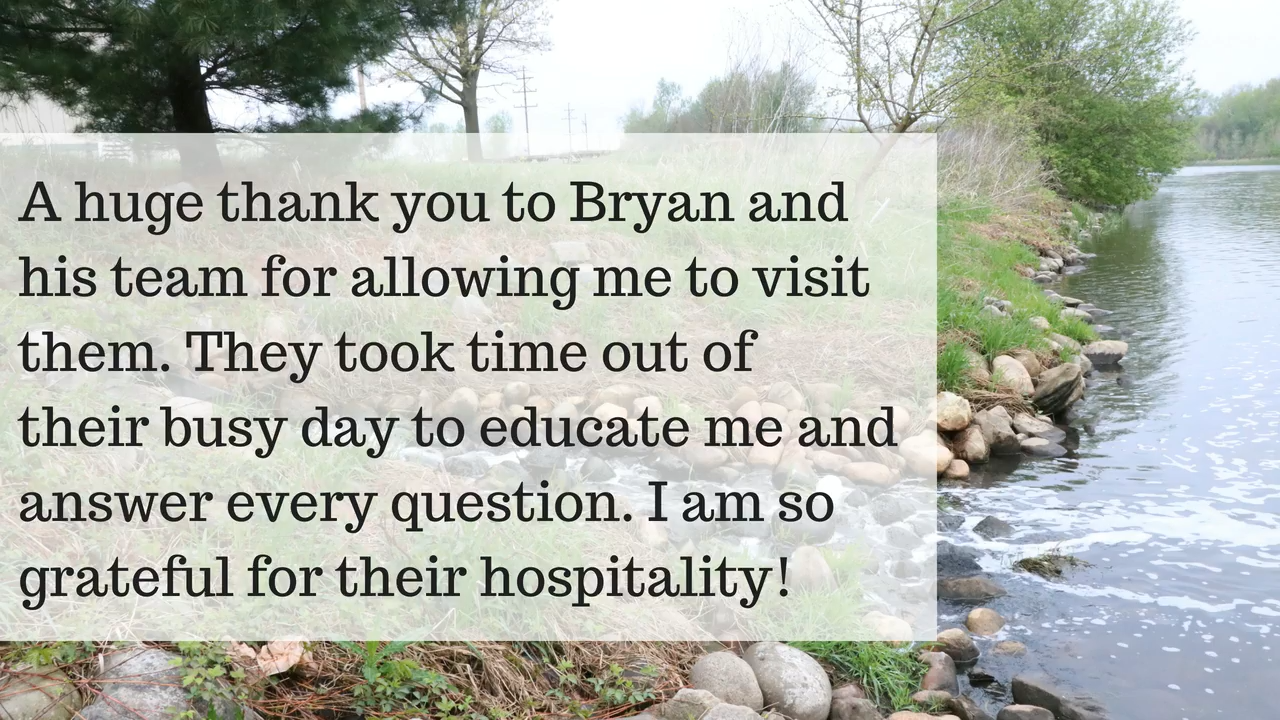 A huge thank you to Bryan and
his team for allowing me to visit
them. They took time out of
their busy day to educate me and
answer every question. I am so
grateful for their hospitality!